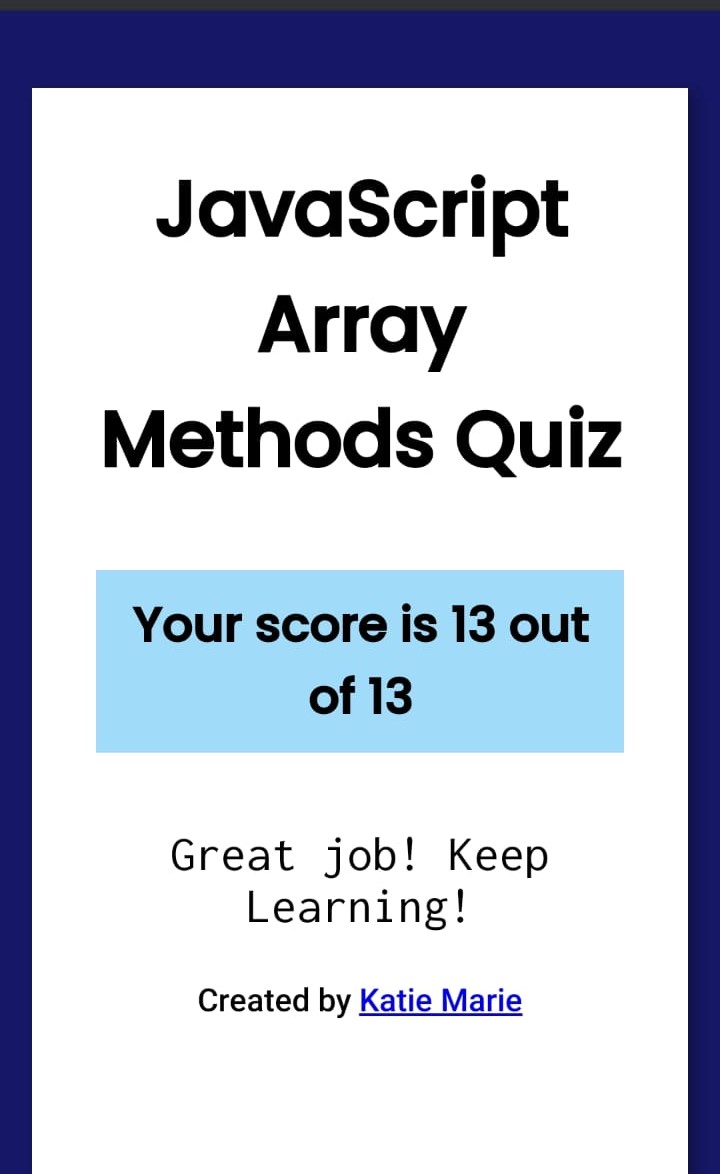 JavaScript
Array
Methods Quiz
Your score is 13 out
of 13
Great job! Keep
Learning!
Created by Katie Marie